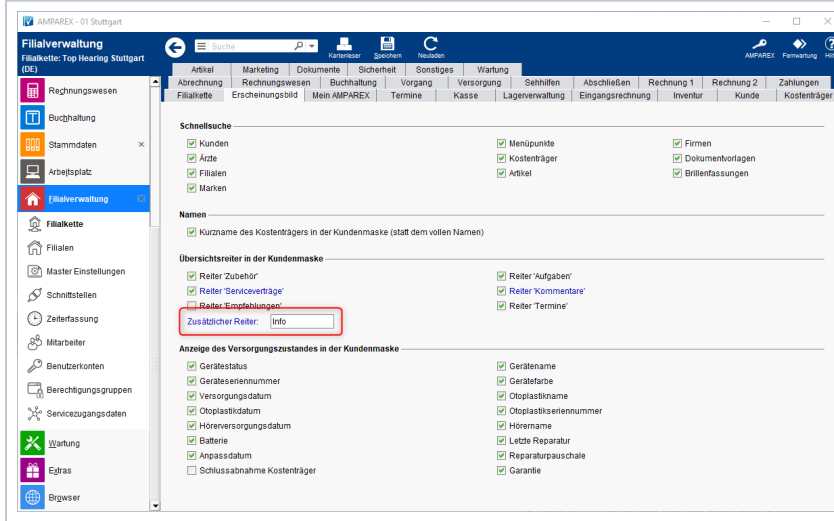 AMPAREX - 01 Stuttgart
Filialverwaltung
Filialkette: Top Hearing Stuttgart
(DE)
Suche
Kartenleser
Speichern
Neuladen
AMPAREX
Fernwartung
Artikel Marketing Dokumente Sicherheit Sonstiges Wartung
Abrechnung Rechnungswesen Buchhaltung Vorgang Versorgung Sehhilfen Abschließen Rechnung 1 Rechnung 2 Zahlungen
Filialkette Erscheinungsbild Mein AMPAREX Termine Kasse Lagerverwaltung Eingangsrechnung Inventur Kunde Kostenträger
Rechnungswesen
Buchhaltung
Stammdaten
Arbeitsplatz
Filialverwaltung
Filialkette
Filialen
Master Einstellungen
Schnittstellen
Zeiterfassung
Mitarbeiter
Benutzerkonten
Berechtigungsgruppen
Servicezugangsdaten
Wartung
Extras
Browser
Schnellsuche
Kunden Menüpunkte Firmen
Ärzte Kostenträger Dokumentvorlagen
Filialen Artikel Brillenfassungen
Marken
Namen
Kurzname des Kostenträgers in der Kundenmaske (statt dem vollen Namen)
Übersichtsreiter in der Kundenmaske
Reiter 'Zubehör' Reiter 'Aufgaben'
Reiter 'Serviceverträge' Reiter 'Kommentare'
Reiter 'Empfehlungen' Reiter 'Termine'
Zusätzlicher Reiter: Info
Anzeige des Versorgungszustandes in der Kundenmaske
Gerätestatus Gerätename
Geräteseriennummer Gerätefarbe
Versorgungsdatum Otoplastikname
Otoplastikdatum Otoplastikseriennummer
Hörerversorgungsdatum Hörername
Batterie Letzte Reparatur
Anpassdatum Reparaturpauschale
Schlussabnahme Kostenträger Garantie